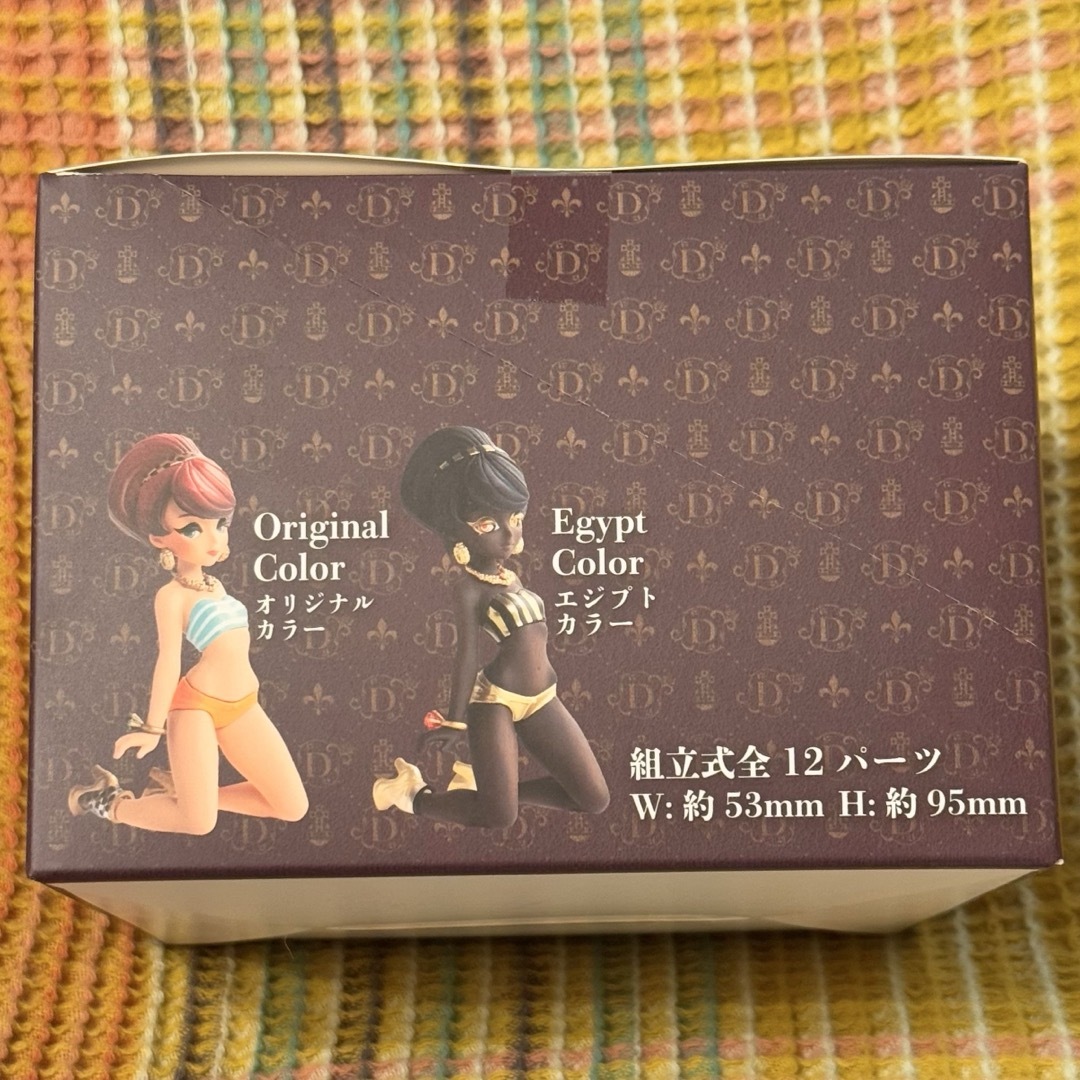 Original
Color
オリジナル
カラー
Egypt
Color
エジプト
カラー
組立式全 12 パーツ
W: 約 53mm H: 約 95mm